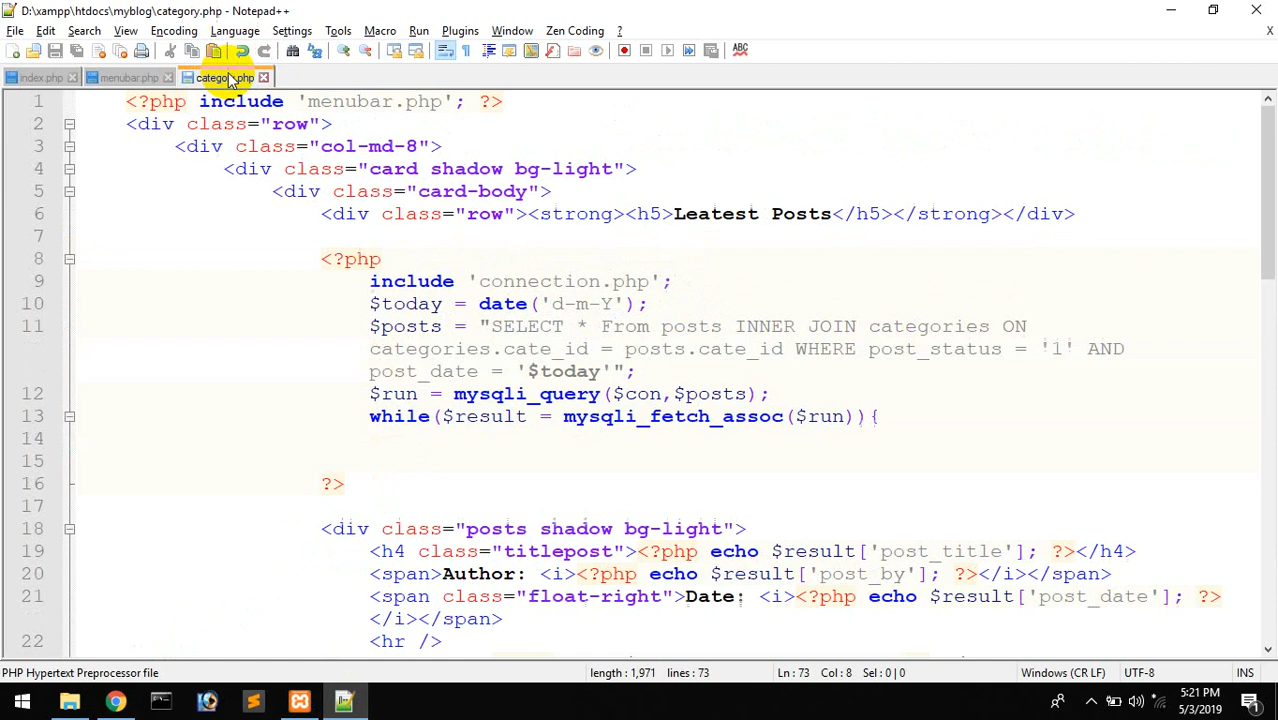 D:\xampp\htdocs\myblog\category.php - Notepad++
File Edit Search View Encoding Language Settings Tools Macro Run Plugins Window Zen Coding ?
index.php menubar.php category.php
1 <?php include 'menubar.php'; ?>
2 <div class="row">
3 <div class="col-md-8">
4 <div class="card shadow bg-light">
5 <div class="card-body">
6 <div class="row"><strong><h5>Leatest Posts</h5></strong></div>
7
8 <?php
9 include 'connection.php';
10 $today = date('d-m-Y');
11 $posts = "SELECT * From posts INNER JOIN categories ON
categories.cate_id = posts.cate_id WHERE post_status = '1' AND
post_date = '$today'";
12 $run = mysqli_query($con,$posts);
13 while($result = mysqli_fetch_assoc($run)){
14
15
16 ?>
17
18 <div class="posts shadow bg-light">
19 <h4 class="titlepost"><?php echo $result['post_title']; ?></h4>
20 <span>Author: <i><?php echo $result['post_by']; ?></i></span>
21 <span class="float-right">Date: <i><?php echo $result['post_date']; ?>
</i></span>
22 <hr />
PHP Hypertext Preprocessor file length : 1,971 lines : 73 Ln : 73 Col : 8 Sel : 0 | 0 Windows (CR LF) UTF-8 INS
5:21 PM
5/3/2019